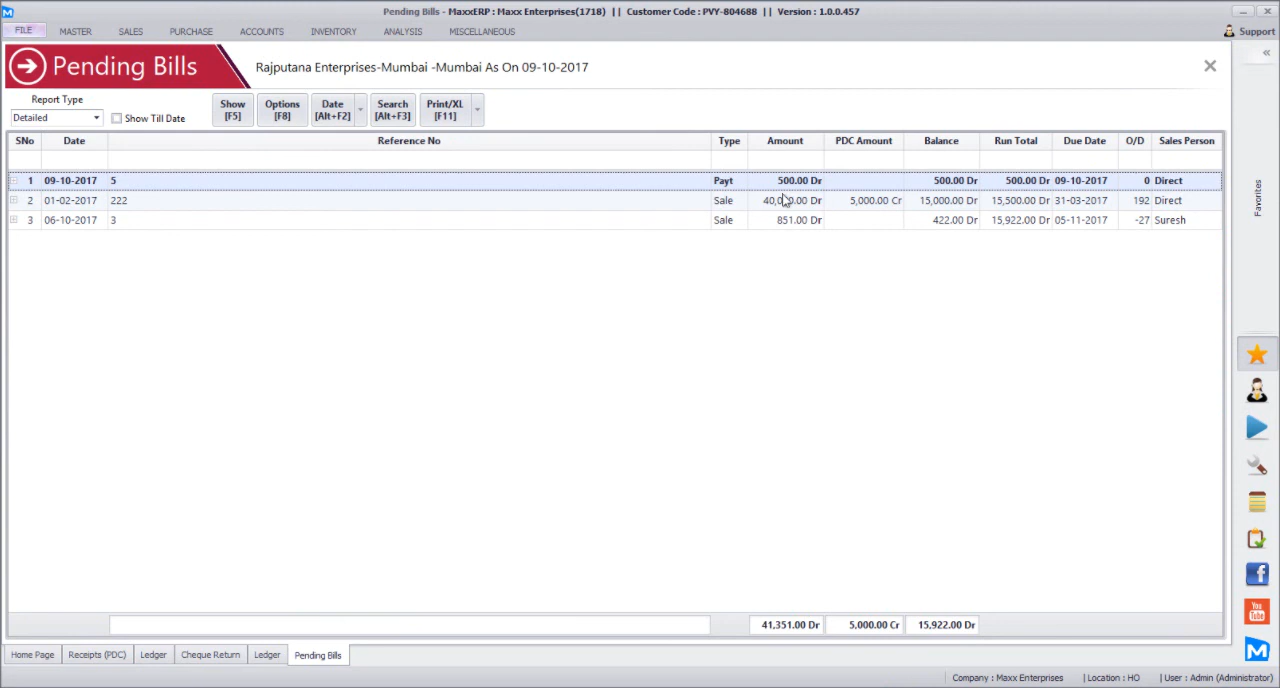 Pending Bills - MaxxERP : Maxx Enterprises(1718) || Customer Code : PVY-804688 || Version : 1.0.0.457
FILE MASTER SALES PURCHASE ACCOUNTS INVENTORY ANALYSIS MISCELLANEOUS Support
Pending Bills Rajputana Enterprises-Mumbai -Mumbai As On 09-10-2017
Report Type
Detailed Show Till Date
Show [F5]
Options [F8]
Date [Alt+F2]
Search [Alt+F3]
Print/XL [F11]
SNo Date Reference No Type Amount PDC Amount Balance Run Total Due Date O/D Sales Person
1 09-10-2017 5 Payt 500.00 Dr 500.00 Dr 500.00 Dr 09-10-2017 0 Direct
2 01-02-2017 222 Sale Dr 5,000.00 Cr 15,000.00 Dr 15,500.00 Dr 31-03-2017 192 Direct
3 06-10-2017 3 Sale 851.00 Dr 422.00 Dr 15,922.00 Dr 05-11-2017 -27 Suresh
Favorites
You
Tube
41,351.00 Dr 5,000.00 Cr 15,922.00 Dr
Home Page Receipts (PDC) Ledger Cheque Return Ledger Pending Bills
Company : Maxx Enterprises | Location : HO | User : Admin (Administrator)